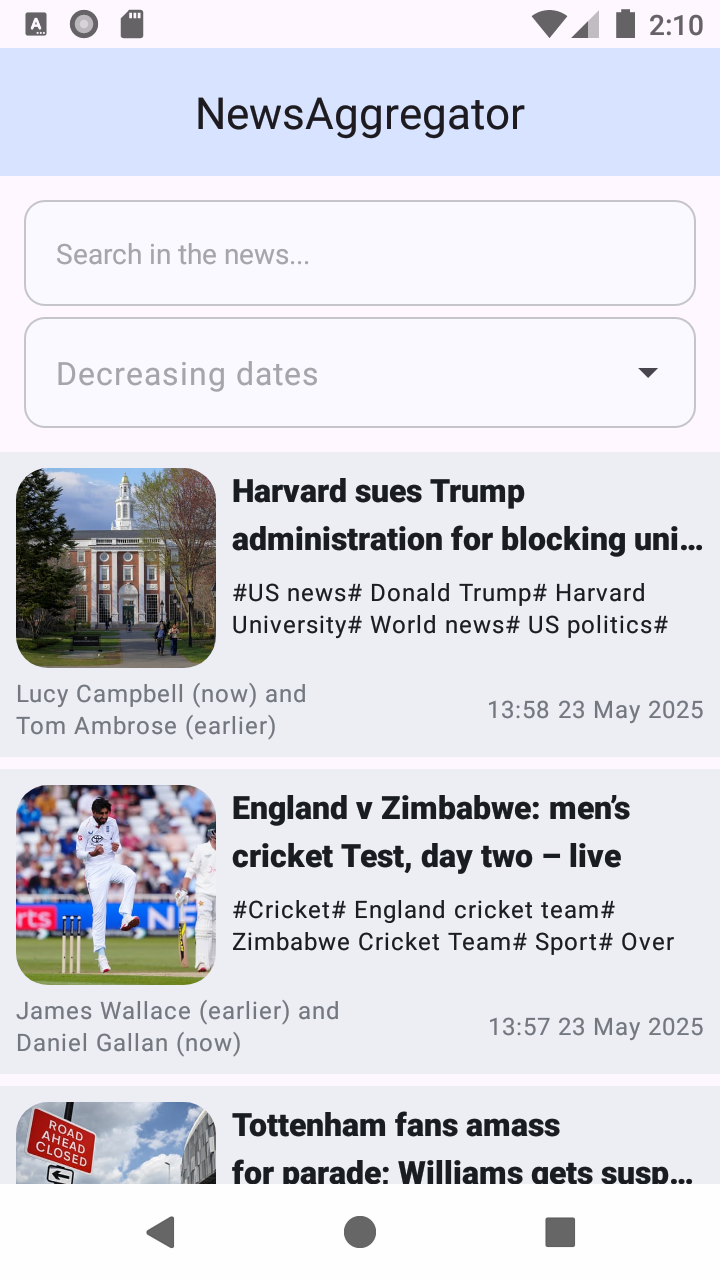 2:10
NewsAggregator
Search in the news...
Decreasing dates
Harvard sues Trump
administration for blocking uni…
#US news# Donald Trump# Harvard
University# World news# US politics#
Lucy Campbell (now) and
Tom Ambrose (earlier)
13:58 23 May 2025
England v Zimbabwe: men’s
cricket Test, day two – live
#Cricket# England cricket team#
Zimbabwe Cricket Team# Sport# Over
James Wallace (earlier) and
Daniel Gallan (now)
13:57 23 May 2025
ROAD
AHEAD
CLOSED
Tottenham fans amass
for parade; Williams gets susp…